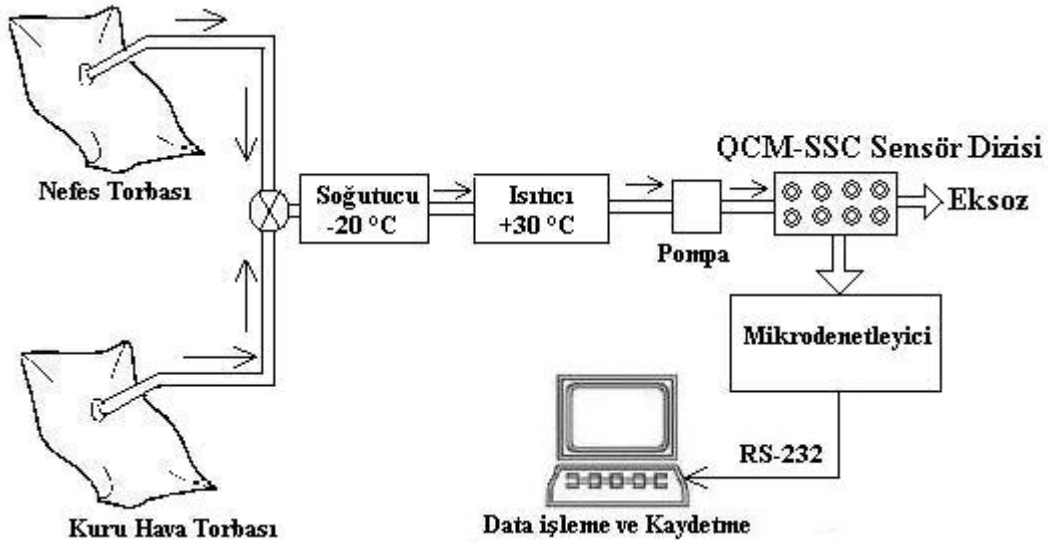 Nefes Torbası
QCM-SSC Sensör Dizisi
Soğutucu
-20 °C
Isıtıcı
+30 °C
Pompa
Eksoz
Mikrodenetleyici
RS-232
Kuru Hava Torbası
Data işleme ve Kaydetme